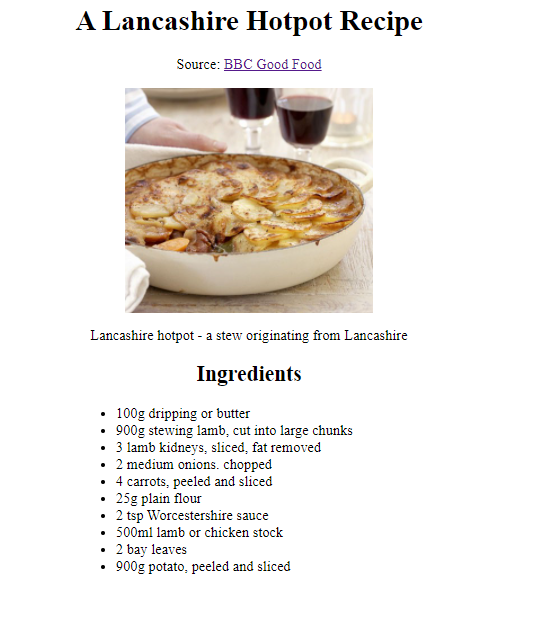 A Lancashire Hotpot Recipe
Source: BBC Good Food
Lancashire hotpot - a stew originating from Lancashire
Ingredients
• 100g dripping or butter
• 900g stewing lamb, cut into large chunks
• 3 lamb kidneys, sliced, fat removed
• 2 medium onions. chopped
• 4 carrots, peeled and sliced
• 25g plain flour
• 2 tsp Worcestershire sauce
• 500ml lamb or chicken stock
• 2 bay leaves
• 900g potato, peeled and sliced